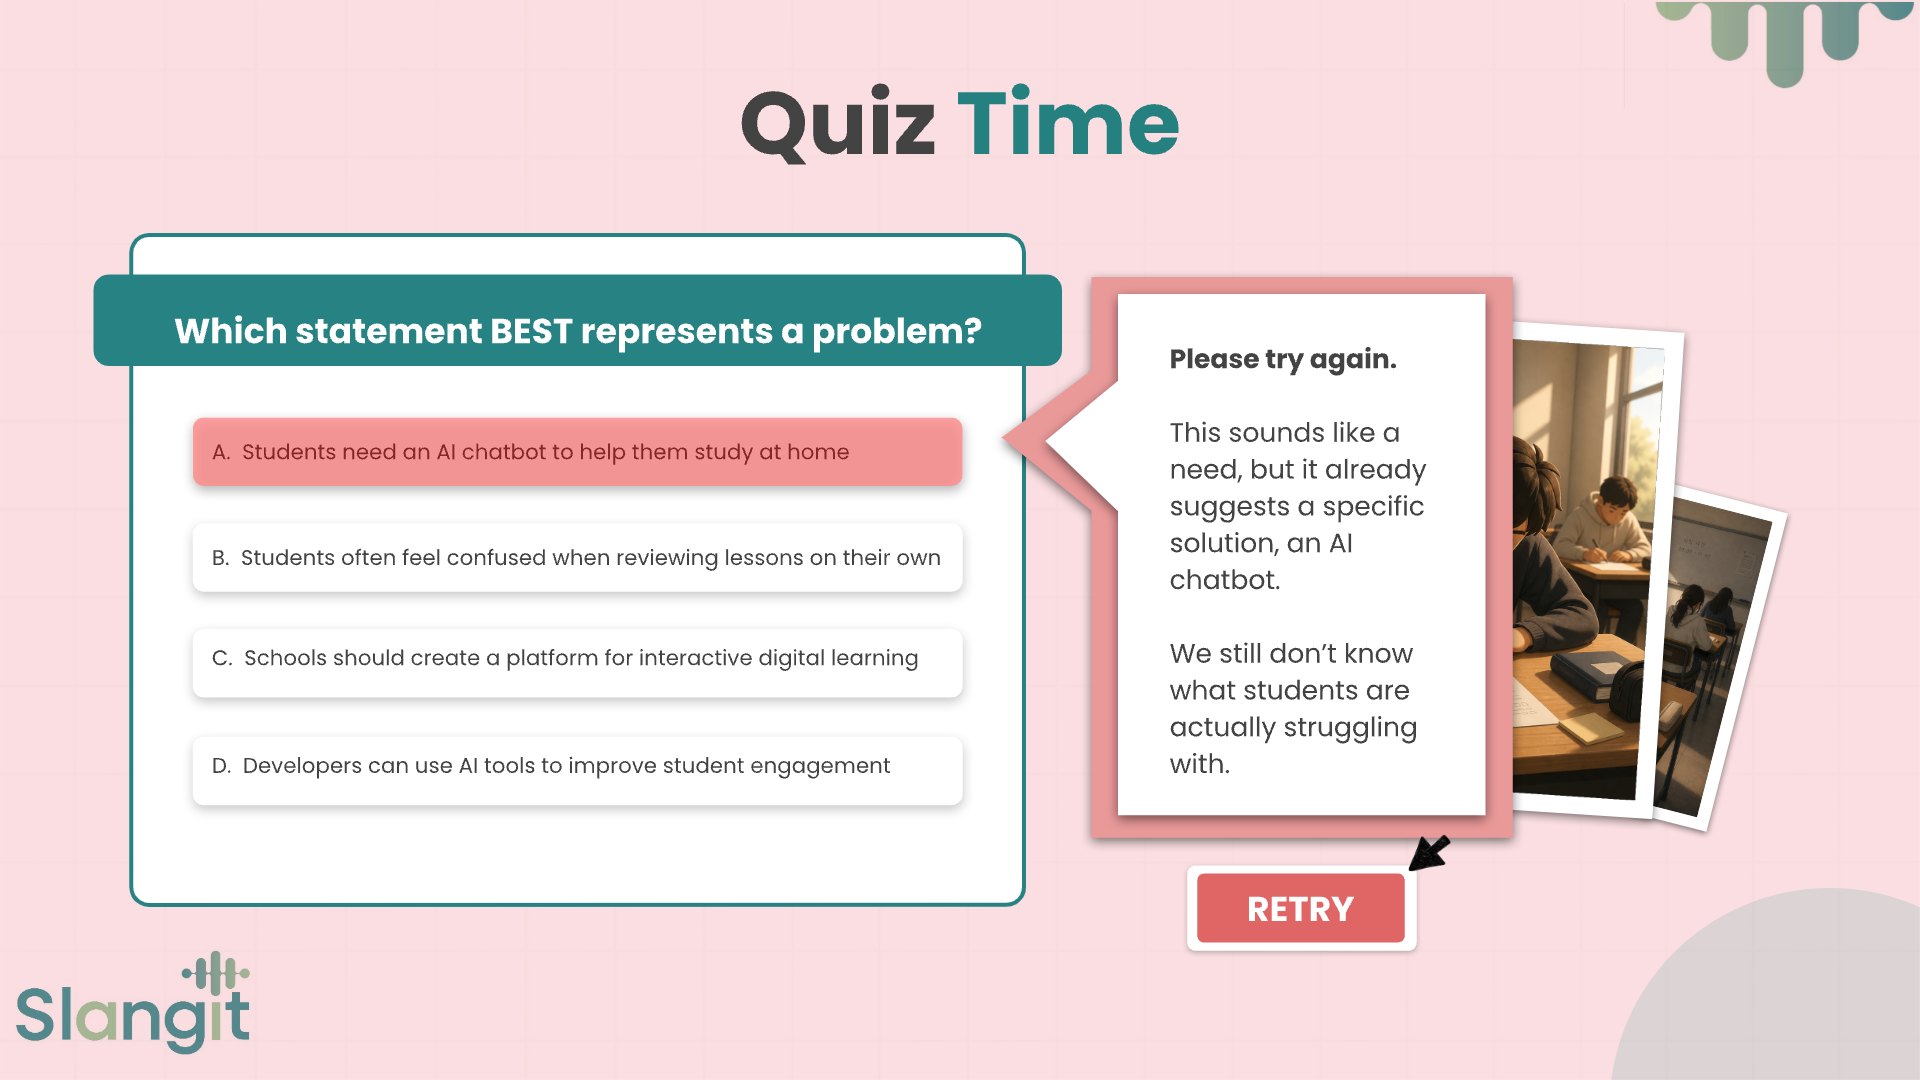 Quiz Time
Which statement BEST represents a problem?
A. Students need an AI chatbot to help them study at home
B. Students often feel confused when reviewing lessons on their own
C. Schools should create a platform for interactive digital learning
D. Developers can use AI tools to improve student engagement
Please try again.
This sounds like a
need, but it already
suggests a specific
solution, an AI
chatbot.
We still don’t know
what students are
actually struggling
with.
RETRY
Slangit